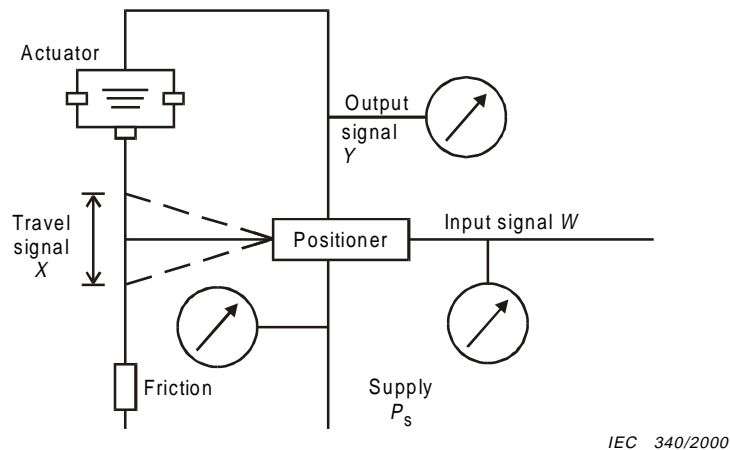 Actuator
Output
signal
Y
Travel
signal
X
Positioner
Input signal W
Friction
Supply
Ps
IEC 340/2000